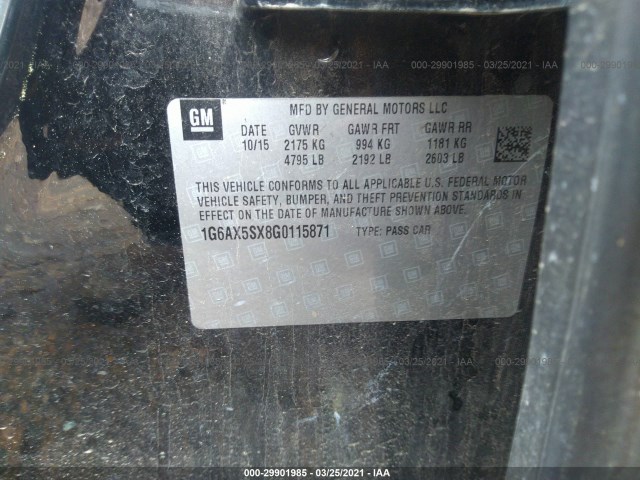 000-29901985 - 03/25/2021 - IAA
GM
MFD BY GENERAL MOTORS LLC
DATE GVWR GAWR FRT GAWR RR
10/15 2175 KG 994 KG 1181 KG
4795 LB 2192 LB 2603 LB
THIS VEHICLE CONFORMS TO ALL APPLICABLE U.S. FEDERAL MOTOR
VEHICLE SAFETY, BUMPER, AND THEFT PREVENTION STANDARDS IN
EFFECT ON THE DATE OF MANUFACTURE SHOWN ABOVE.
1G6AX5SX8G0115871 TYPE: PASS CAR
000-29901985 - 03/25/2021 - IAA
000-29901985 - 03/25/2021 - IAA